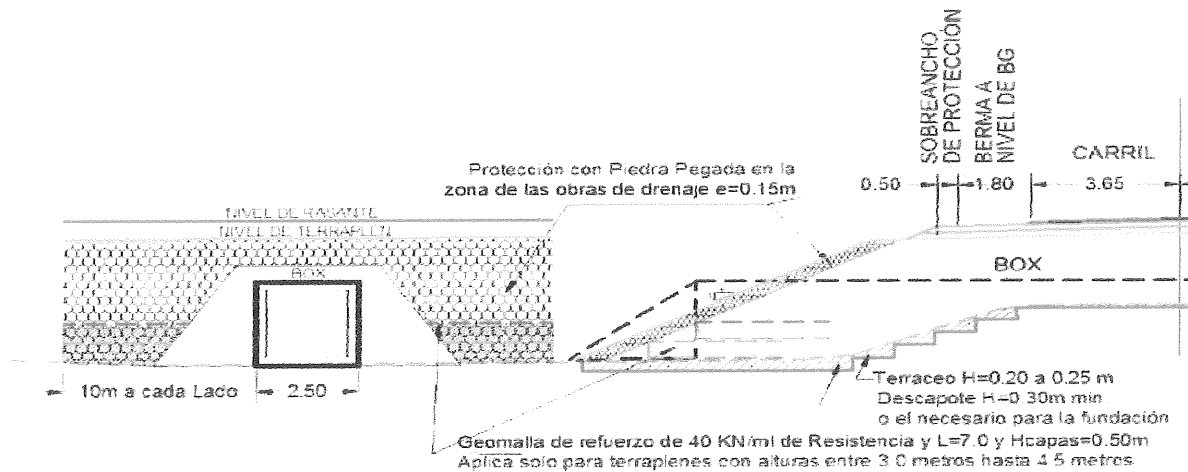 SOBREANCHO
DE PROTECCIÓN
BERMA A
NIVEL DE BG
CARRIL
0.50
1.80
3.65
Protección con Piedra Pegada en la
zona de las obras de drenaje e=0.15m
NIVEL DE RASANTE
NIVEL DE TERRAPLEN
BOX
BOX
10m a cada Lado
2.50
Terraceo H=0.20 a 0.25 m
Descapote H=0.30m min.
o el necesario para la fundación
Geomalla de refuerzo de 40 KN/ml de Resistencia y L=7.0 y Hcapas=0.50m
Aplica solo para terraplenes con alturas entre 3.0 metros hasta 4.5 metros